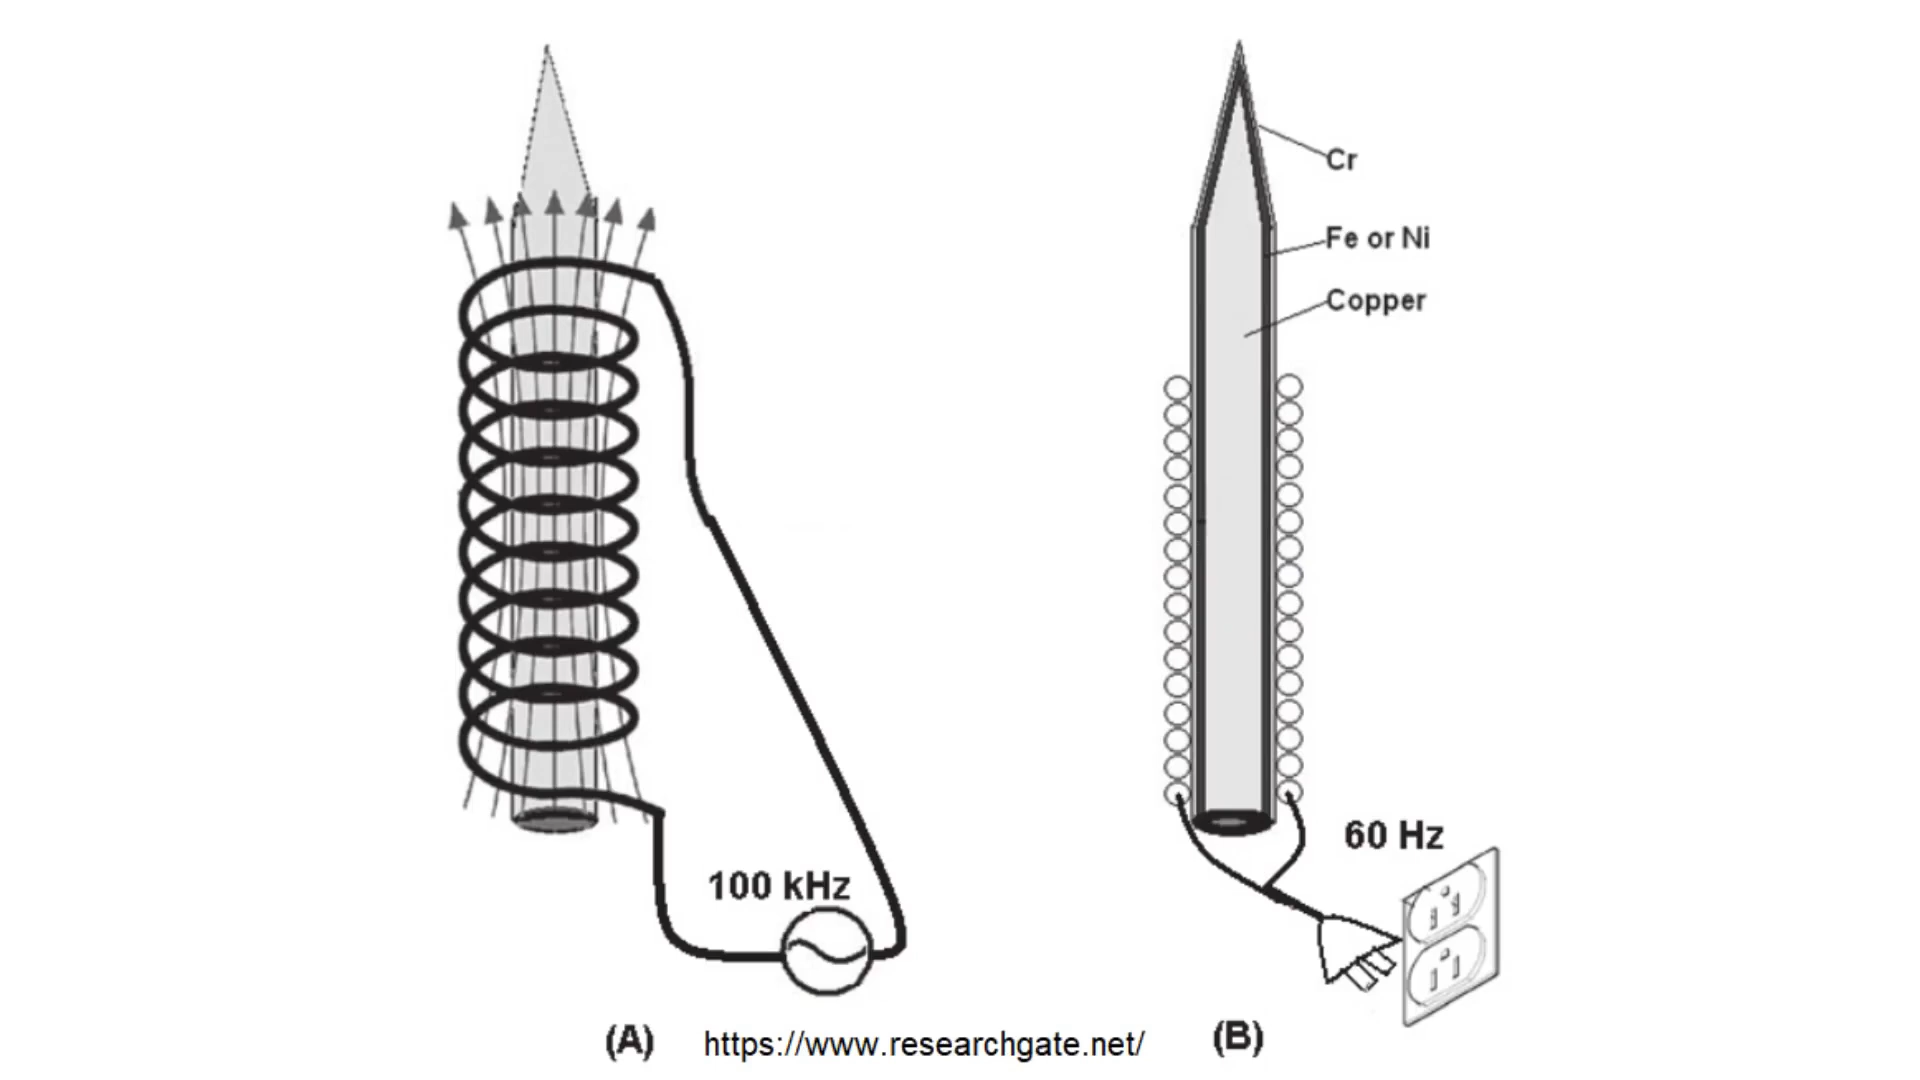 Cr
Fe or Ni
Copper
60 Hz
100 kHz
(A)
https://www.researchgate.net/
(B)